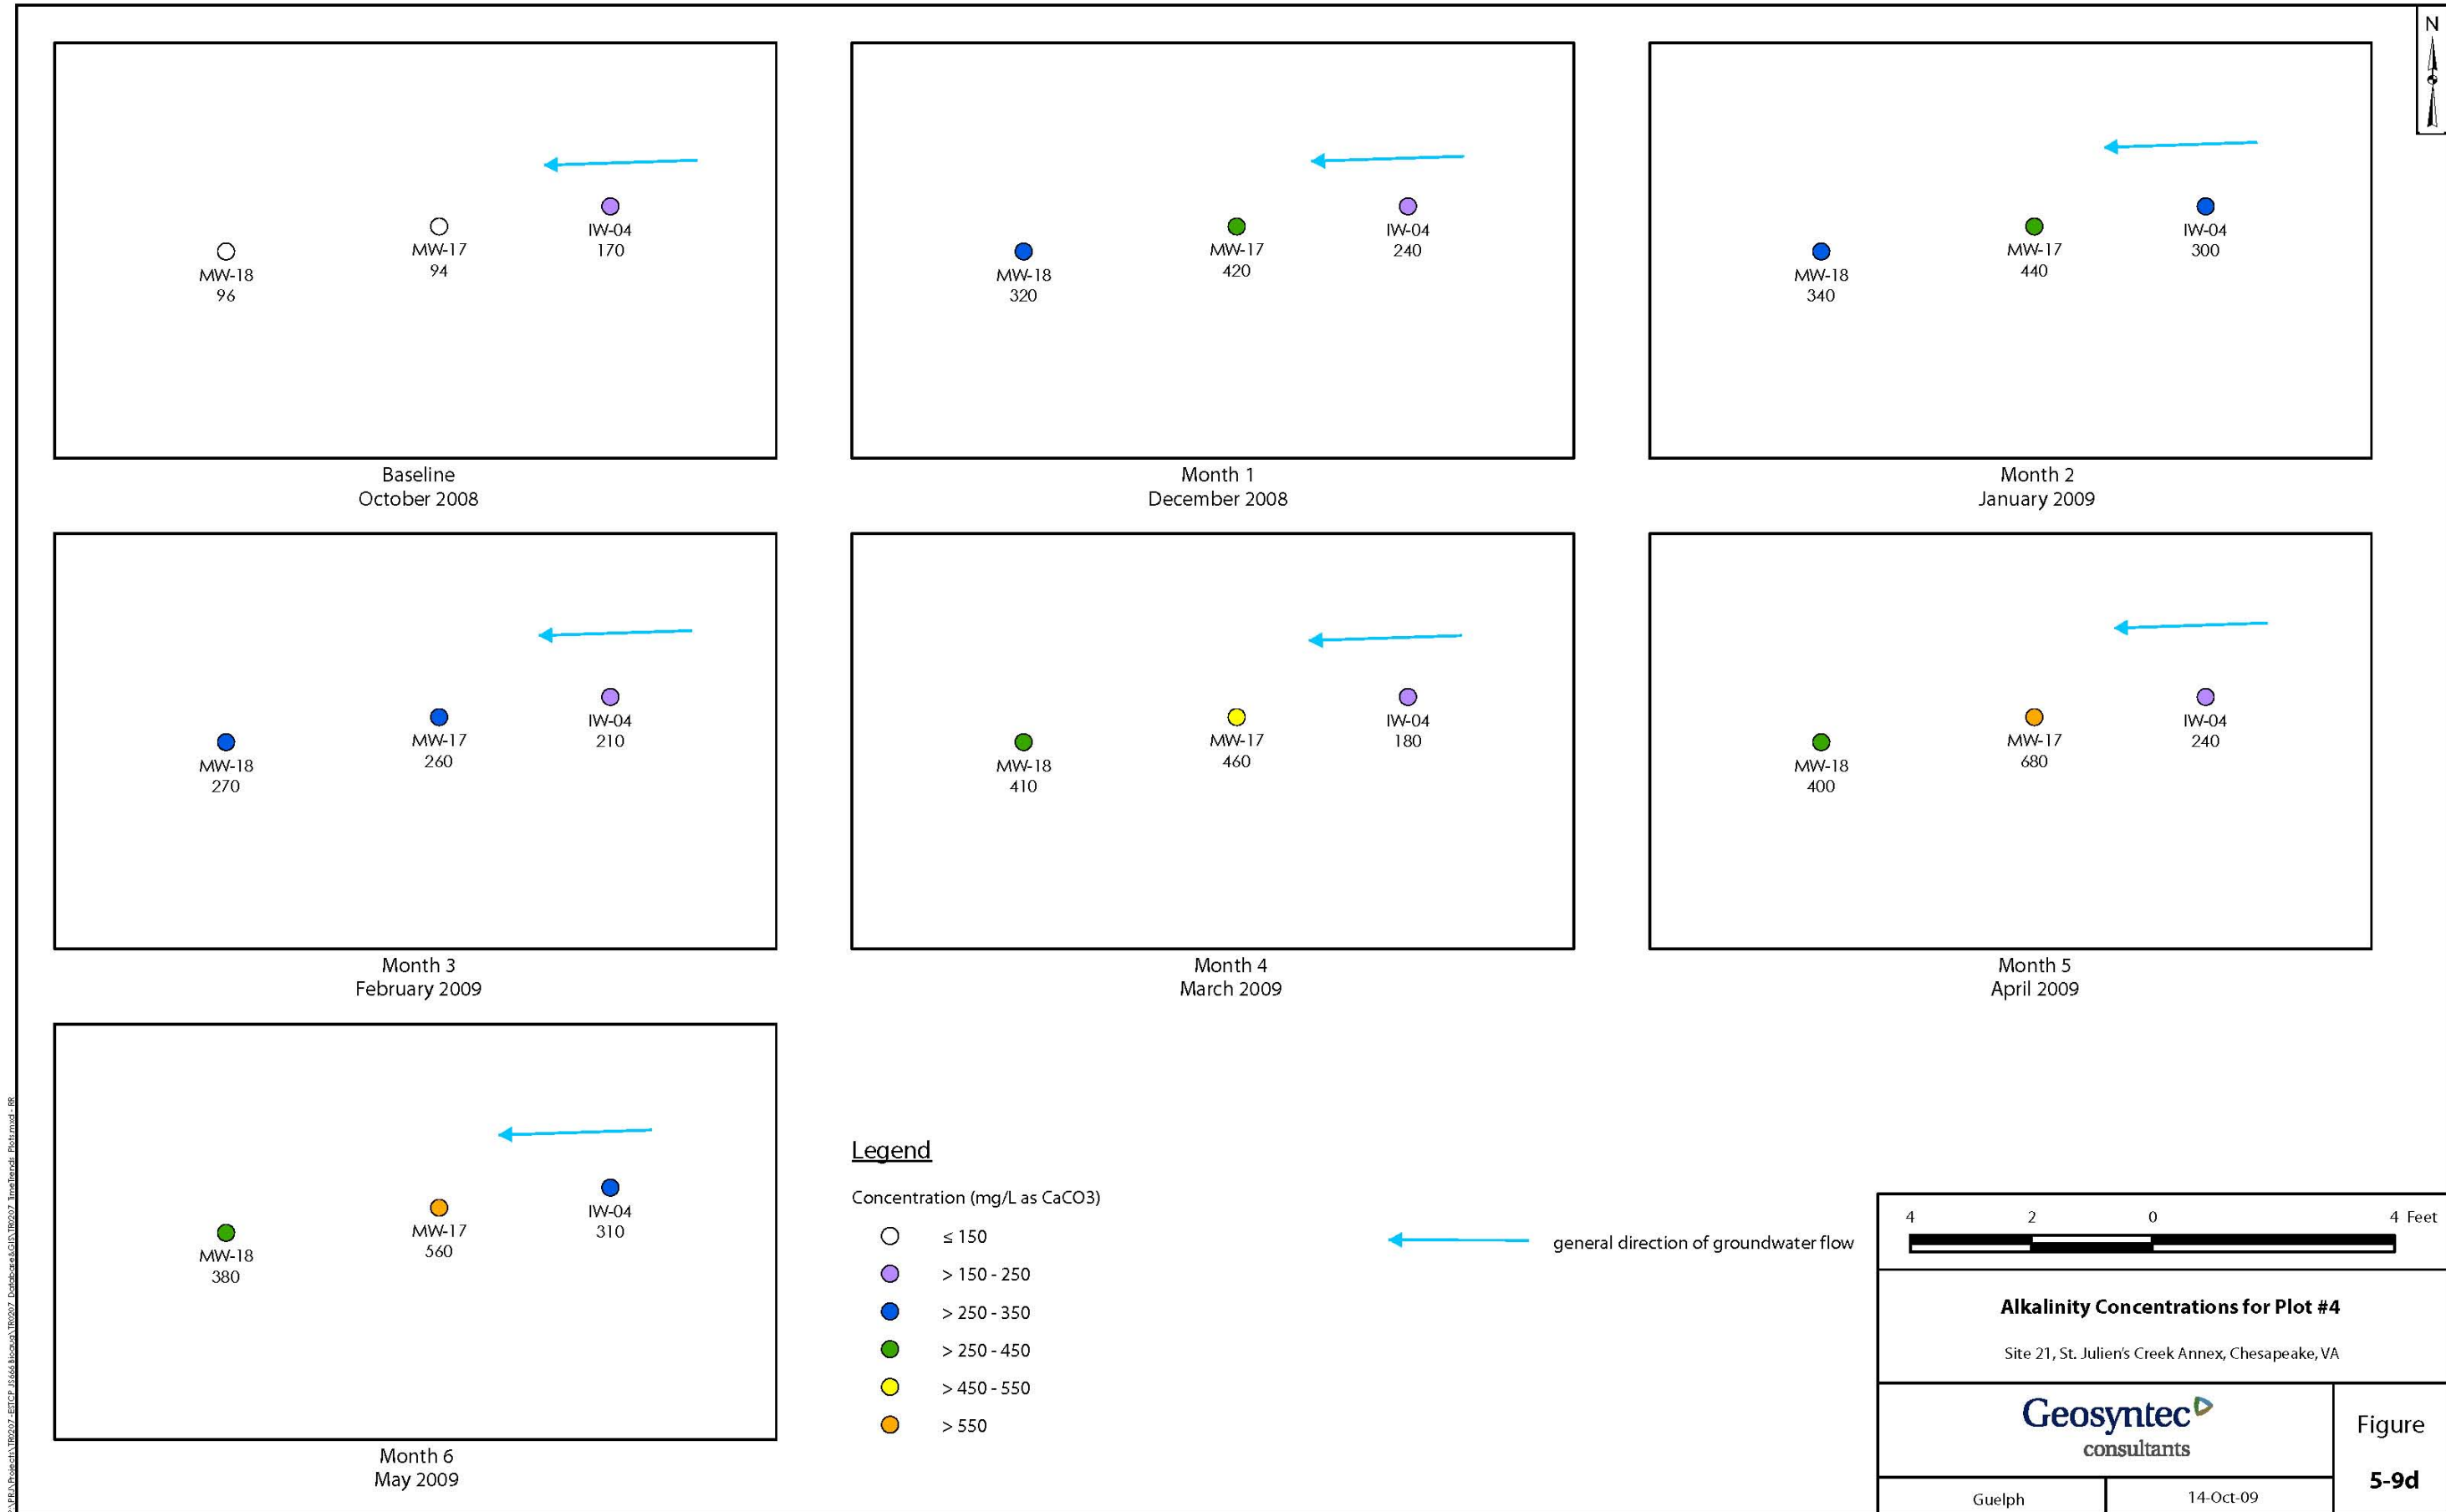 N
IW-04
170
MW-17
94
MW-18
96
Baseline
October 2008
IW-04
240
MW-17
420
MW-18
320
Month 1
December 2008
IW-04
300
MW-17
440
MW-18
340
Month 2
January 2009
IW-04
210
MW-17
260
MW-18
270
Month 3
February 2009
IW-04
180
MW-17
460
MW-18
410
Month 4
March 2009
IW-04
240
MW-17
680
MW-18
400
Month 5
April 2009
IW-04
310
MW-17
560
MW-18
380
Month 6
May 2009
Legend
Concentration (mg/L as CaCO3)
≤ 150
> 150 - 250
> 250 - 350
> 250 - 450
> 450 - 550
> 550
general direction of groundwater flow
4 2 0 4 Feet
Alkalinity Concentrations for Plot #4
Site 21, St. Julien's Creek Annex, Chesapeake, VA
Geosyntec
consultants
Figure
5-9d
Guelph
14-Oct-09